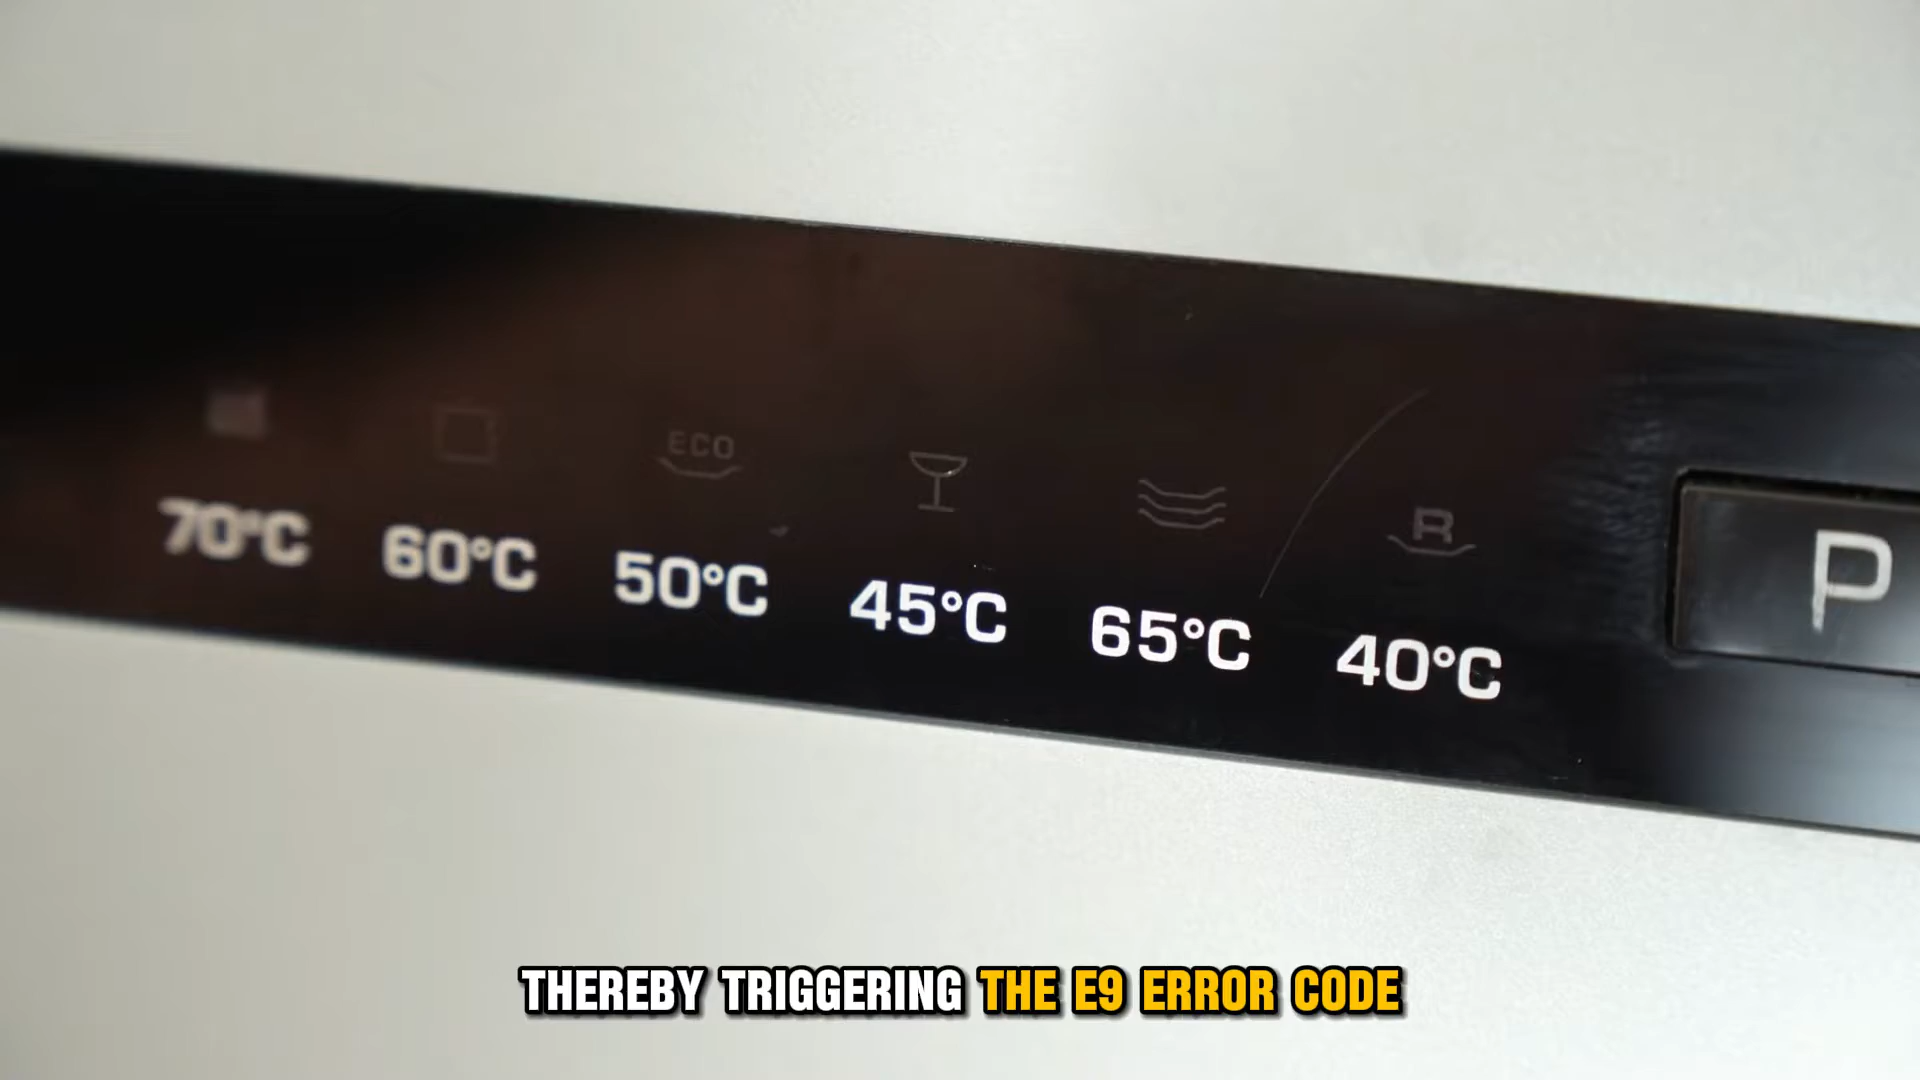 ECO
R
70°C 60°C 50°C 45°C 65°C 40°C
P
THEREBY TRIGGERING THE E9 ERROR CODE